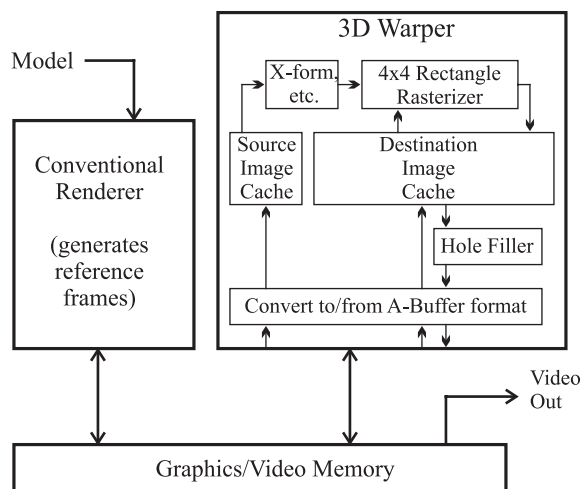 3D Warper
Model
X-form,
etc.
4x4 Rectangle
Rasterizer
Source
Image
Cache
Destination
Image
Cache
Conventional
Renderer
(generates
reference
frames)
Hole Filler
Convert to/from A-Buffer format
Video
Out
Graphics/Video Memory